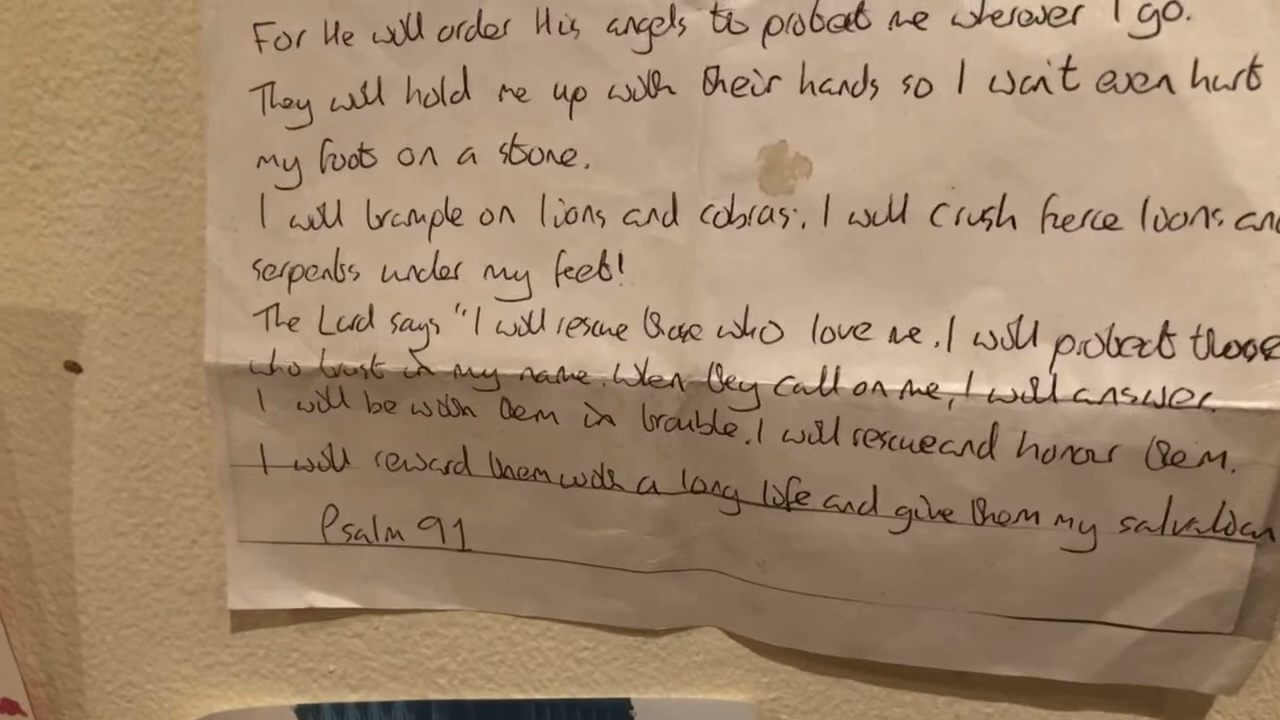 For He will order His angels to protect me wherever I go.
They will hold me up with their hands so I won't even hurt
my foot on a stone.
I will trample on lions and cobras; I will crush fierce lions and
serpents under my feet!
The Lord says "I will rescue those who love me. I will protect those
who trust in my name. When they call on me, I will answer.
I will be with them in trouble. I will rescue and honour them.
I will reward them with a long life and give them my salvation
Psalm 91